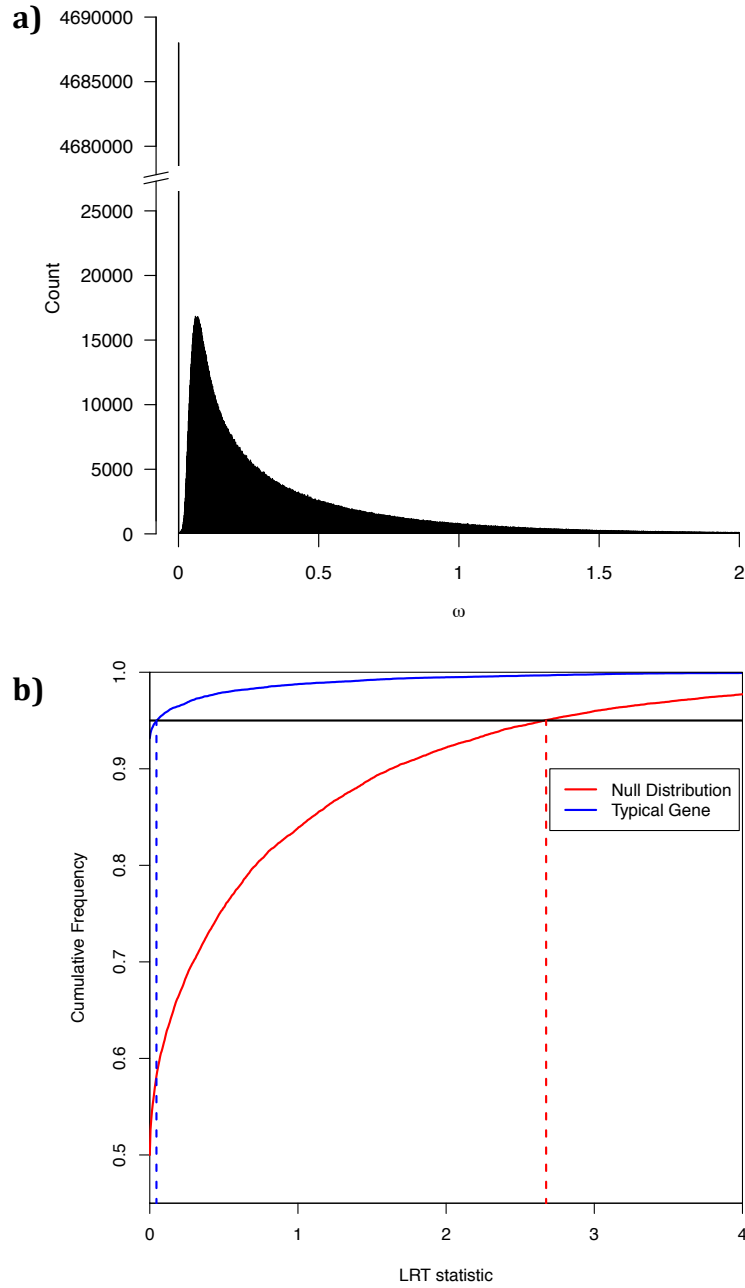 a)
4690000
4685000
4680000
25000
20000
15000
10000
5000
0
Count
0 0.5 1 1.5 2
ω
b)
1.0
0.9
0.8
0.7
0.6
0.5
Cumulative Frequency
Null Distribution
Typical Gene
0 1 2 3 4
LRT statistic